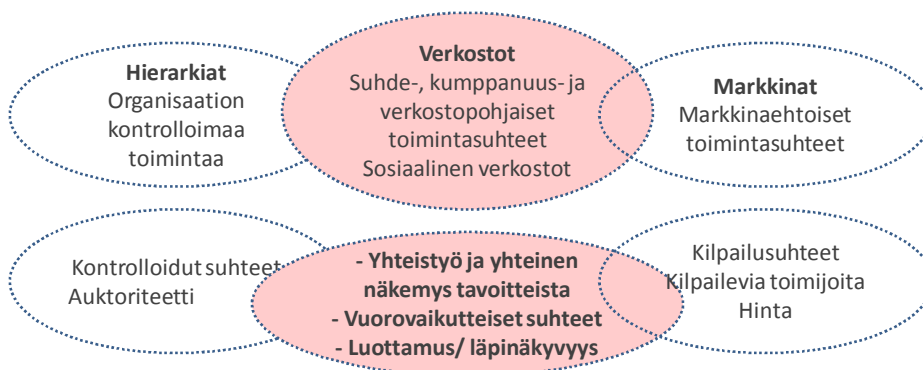 Hierarkiat
Organisaation
kontrolloimaa
toimintaa
Verkostot
Suhde-, kumppanuus- ja
verkostopohjaiset
toimintasuhteet
Sosiaalinen verkostot
Markkinat
Markkinaehtoiset
toimintasuhteet
Kontrolloidut suhteet
Auktoriteetti
- Yhteistyö ja yhteinen
näkemys tavoitteista
- Vuorovaikutteiset suhteet
- Luottamus/ läpinäkyvyys
Kilpailusuhteet
Kilpailevia toimijoita
Hinta